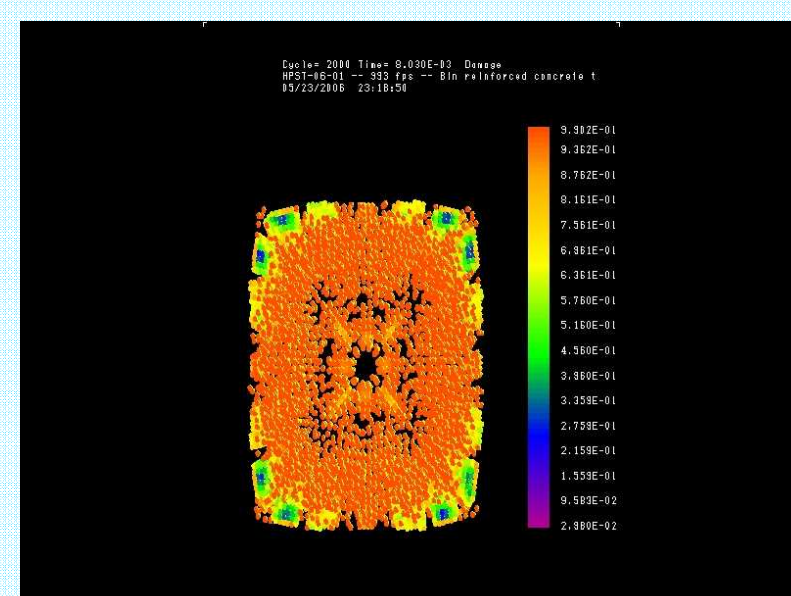 Cycle= 2000 Time= 8.030E-03 Damage
HPST-06-01 -- 993 fps -- 8in reinforced concrete t
05/23/2006 23:18:50
9.902E-01
9.362E-01
8.762E-01
8.161E-01
7.561E-01
6.961E-01
6.361E-01
5.760E-01
5.160E-01
4.560E-01
3.960E-01
3.359E-01
2.759E-01
2.159E-01
1.559E-01
9.583E-02
2.980E-02